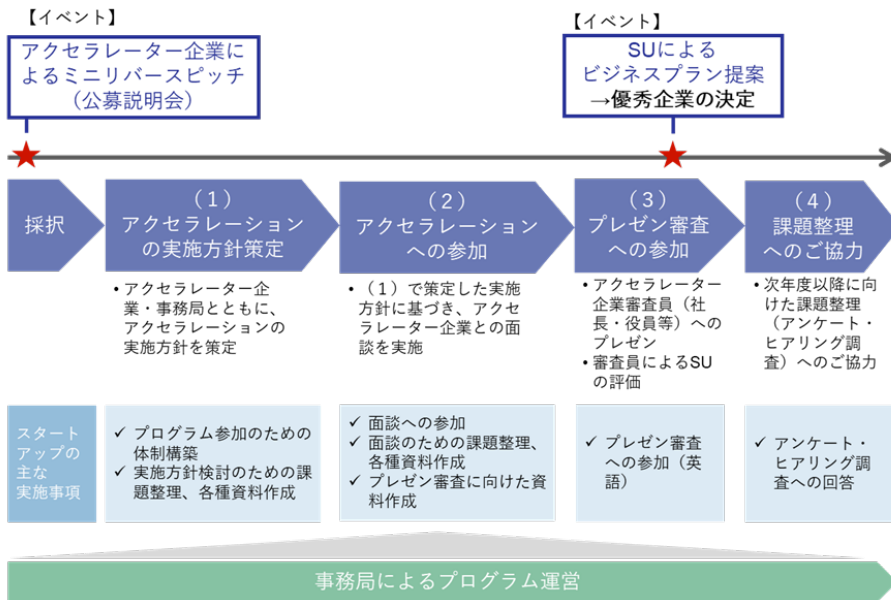 【イベント】
アクセラレーター企業に
よるミニリバースピッチ
（公募説明会）
【イベント】
SUによる
ビジネスプラン提案
→優秀企業の決定
採択
（１）
アクセラレーション
の実施方針策定
（２）
アクセラレーション
への参加
（３）
プレゼン審査
への参加
（４）
課題整理
へのご協力
• アクセラレーター企
業・事務局とともに、
アクセラレーションの
実施方針を策定
• （１）で策定した実施
方針に基づき、アクセ
ラレーター企業との面
談を実施
• アクセラレーター
企業審査員（社
長・役員等）への
プレゼン
• 審査員によるSU
の評価
• 次年度以降に向
けた課題整理
（アンケート・
ヒアリング調
査）へのご協力
スタート
アップの
主な
実施事項
✓ プログラム参加のための
体制構築
✓ 実施方針検討のための課
題整理、各種資料作成
✓ 面談への参加
✓ 面談のための課題整理、
各種資料作成
✓ プレゼン審査に向けた資
料作成
✓ プレゼン審査
への参加（英
語）
✓ アンケート・
ヒアリング調
査への回答
事務局によるプログラム運営